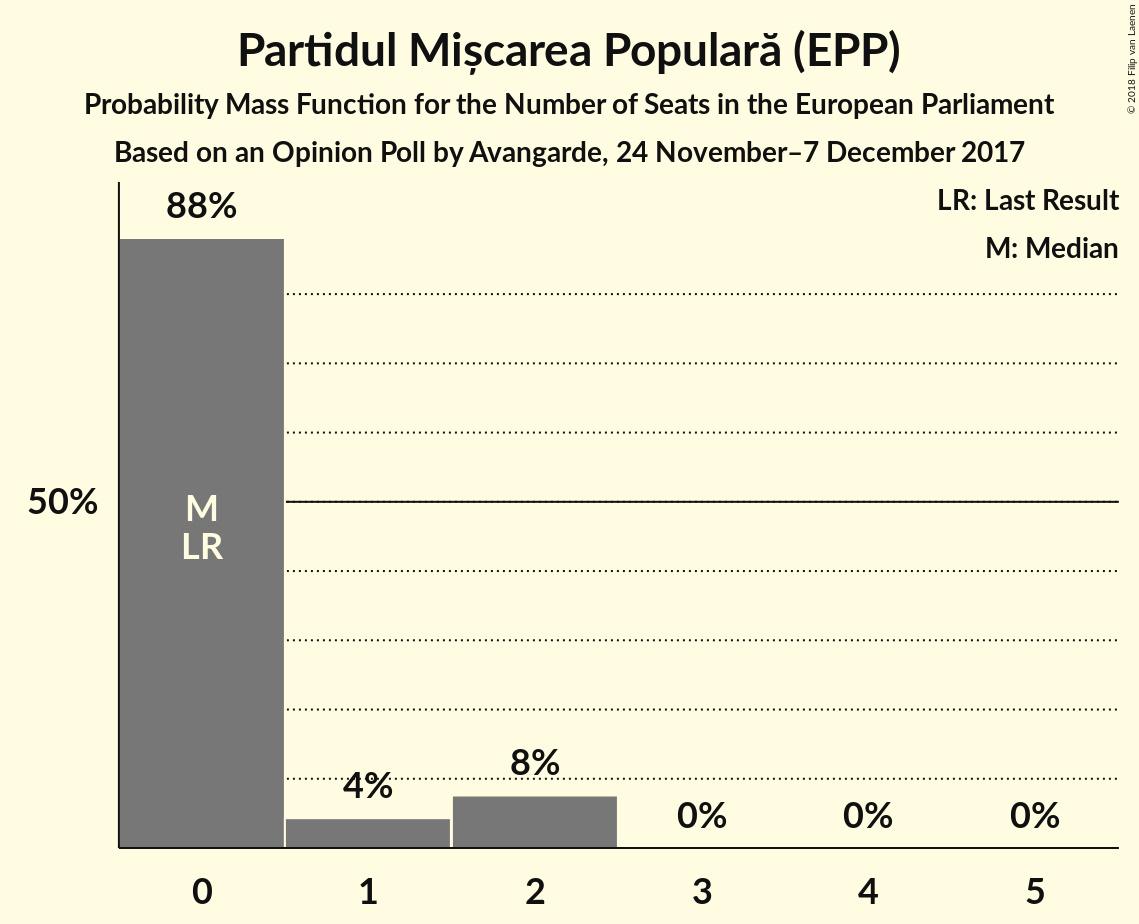 Partidul Mișcarea Populară (EPP)
Probability Mass Function for the Number of Seats in the European Parliament
Based on an Opinion Poll by Avangarde, 24 November–7 December 2017
© 2018 Filip van Laenen
LR: Last Result
M: Median
88%
50%
M
LR
4%
8%
0%
0%
0%
0
1
2
3
4
5